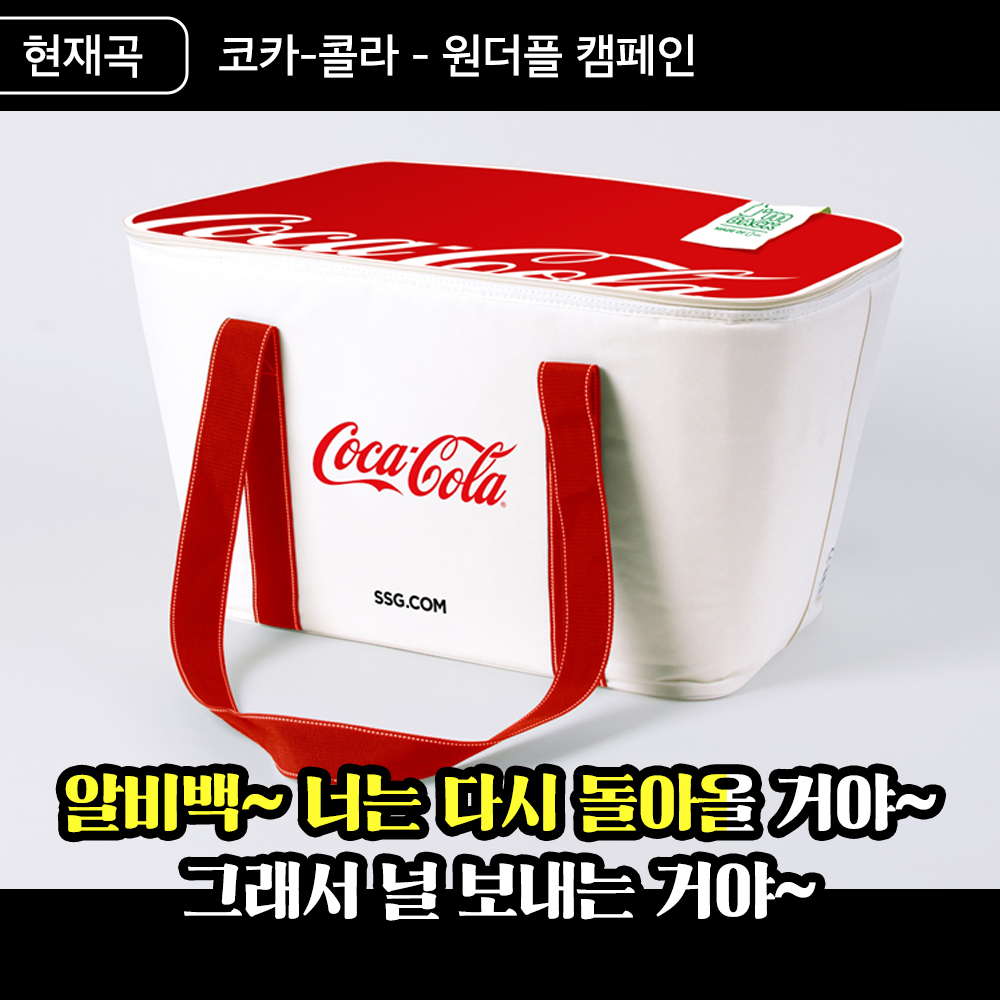 현재곡
코카-콜라 - 원더플 캠페인
Coca-Cola
I'm
MADE OF
Coca-Cola®
SSG.COM
알비백~ 너는 다시 돌아올 거야~
그래서 널 보내는 거야~